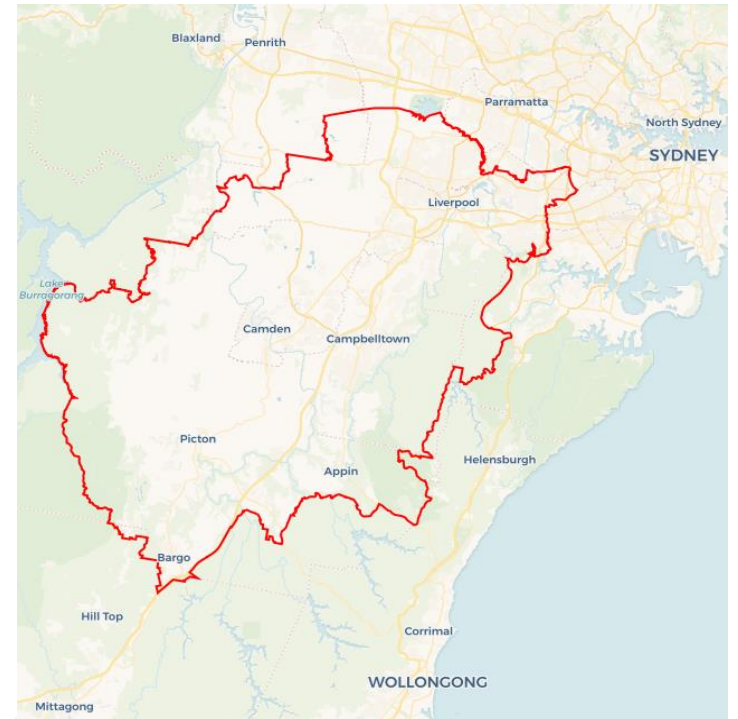 Blaxland
Penrith
Parramatta
North Sydney
SYDNEY
Liverpool
Lake
Burragorang
Camden
Campbelltown
Picton
Appin
Helensburgh
Bargo
Hill Top
Corrimal
WOLLONGONG
Mittagong